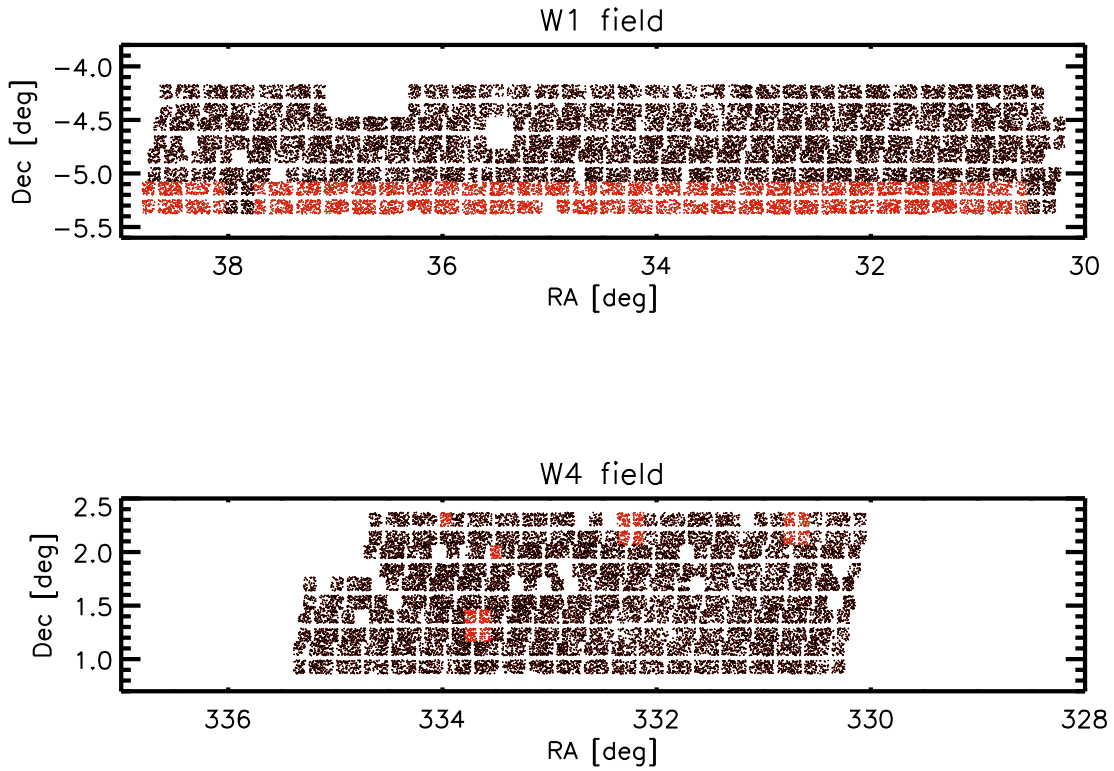 W1 field
Dec [deg]
−4.0
−4.5
−5.0
−5.5
38 36 34 32 30
RA [deg]
W4 field
Dec [deg]
2.5
2.0
1.5
1.0
336 334 332 330 328
RA [deg]